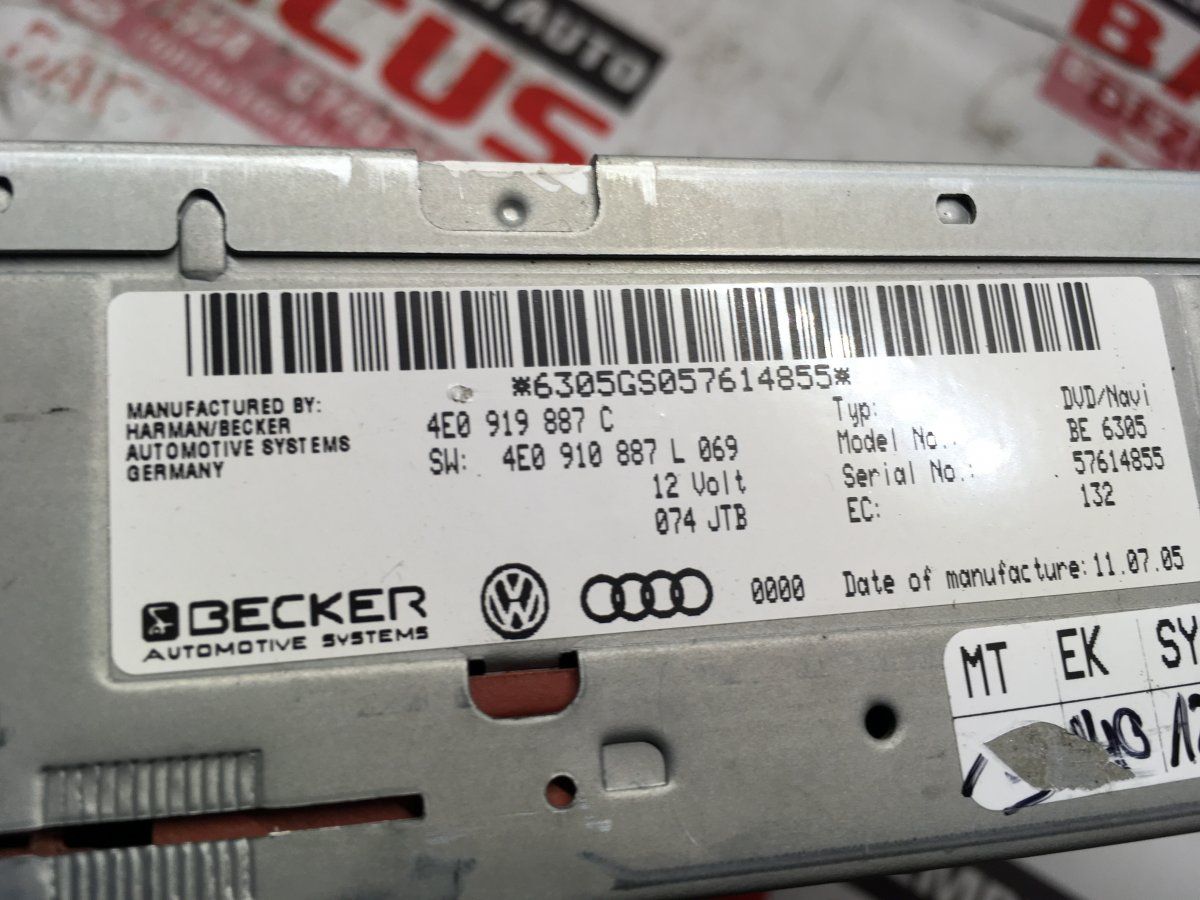 AUTO
*6305GS057614855*
MANUFACTURED BY:
HARMAN/BECKER
AUTOMOTIVE SYSTEMS
GERMANY
4E0 919 887 C
SW: 4E0 910 887 L 069
12 Volt
074 JTB
Typ: DVD/Navi
Model No.: BE 6305
Serial No.: 57614855
EC: 132
BECKER
AUTOMOTIVE SYSTEMS
VW
0000
Date of manufacture: 11.07.05
MT EK SY